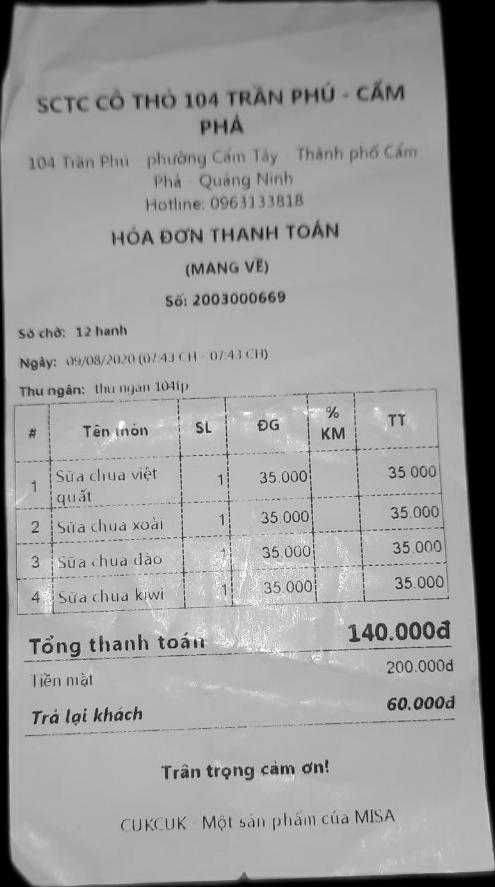 SCTC CÔ THỎ 104 TRẦN PHÚ - CẨM
PHẢ
104 Trần Phú - phường Cẩm Tây - Thành phố Cẩm
Phả - Quảng Ninh
Hotline: 0963133818
HÓA ĐƠN THANH TOÁN
(MANG VỀ)
Số: 2003000669
Số chờ: 12 hanh
Ngày: 09/08/2020 (07:43 CH - 07:43 CH)
Thu ngân: thu ngan 104tp
# Tên món SL ĐG % KM TT
1 Sữa chua việt quất 1 35.000 35.000
2 Sữa chua xoài 1 35.000 35.000
3 Sữa chua đào 1 35.000 35.000
4 Sữa chua kiwi 1 35.000 35.000
Tổng thanh toán 140.000đ
Tiền mặt 200.000đ
Trả lại khách 60.000đ
Trân trọng cảm ơn!
CUKCUK - Một sản phẩm của MISA